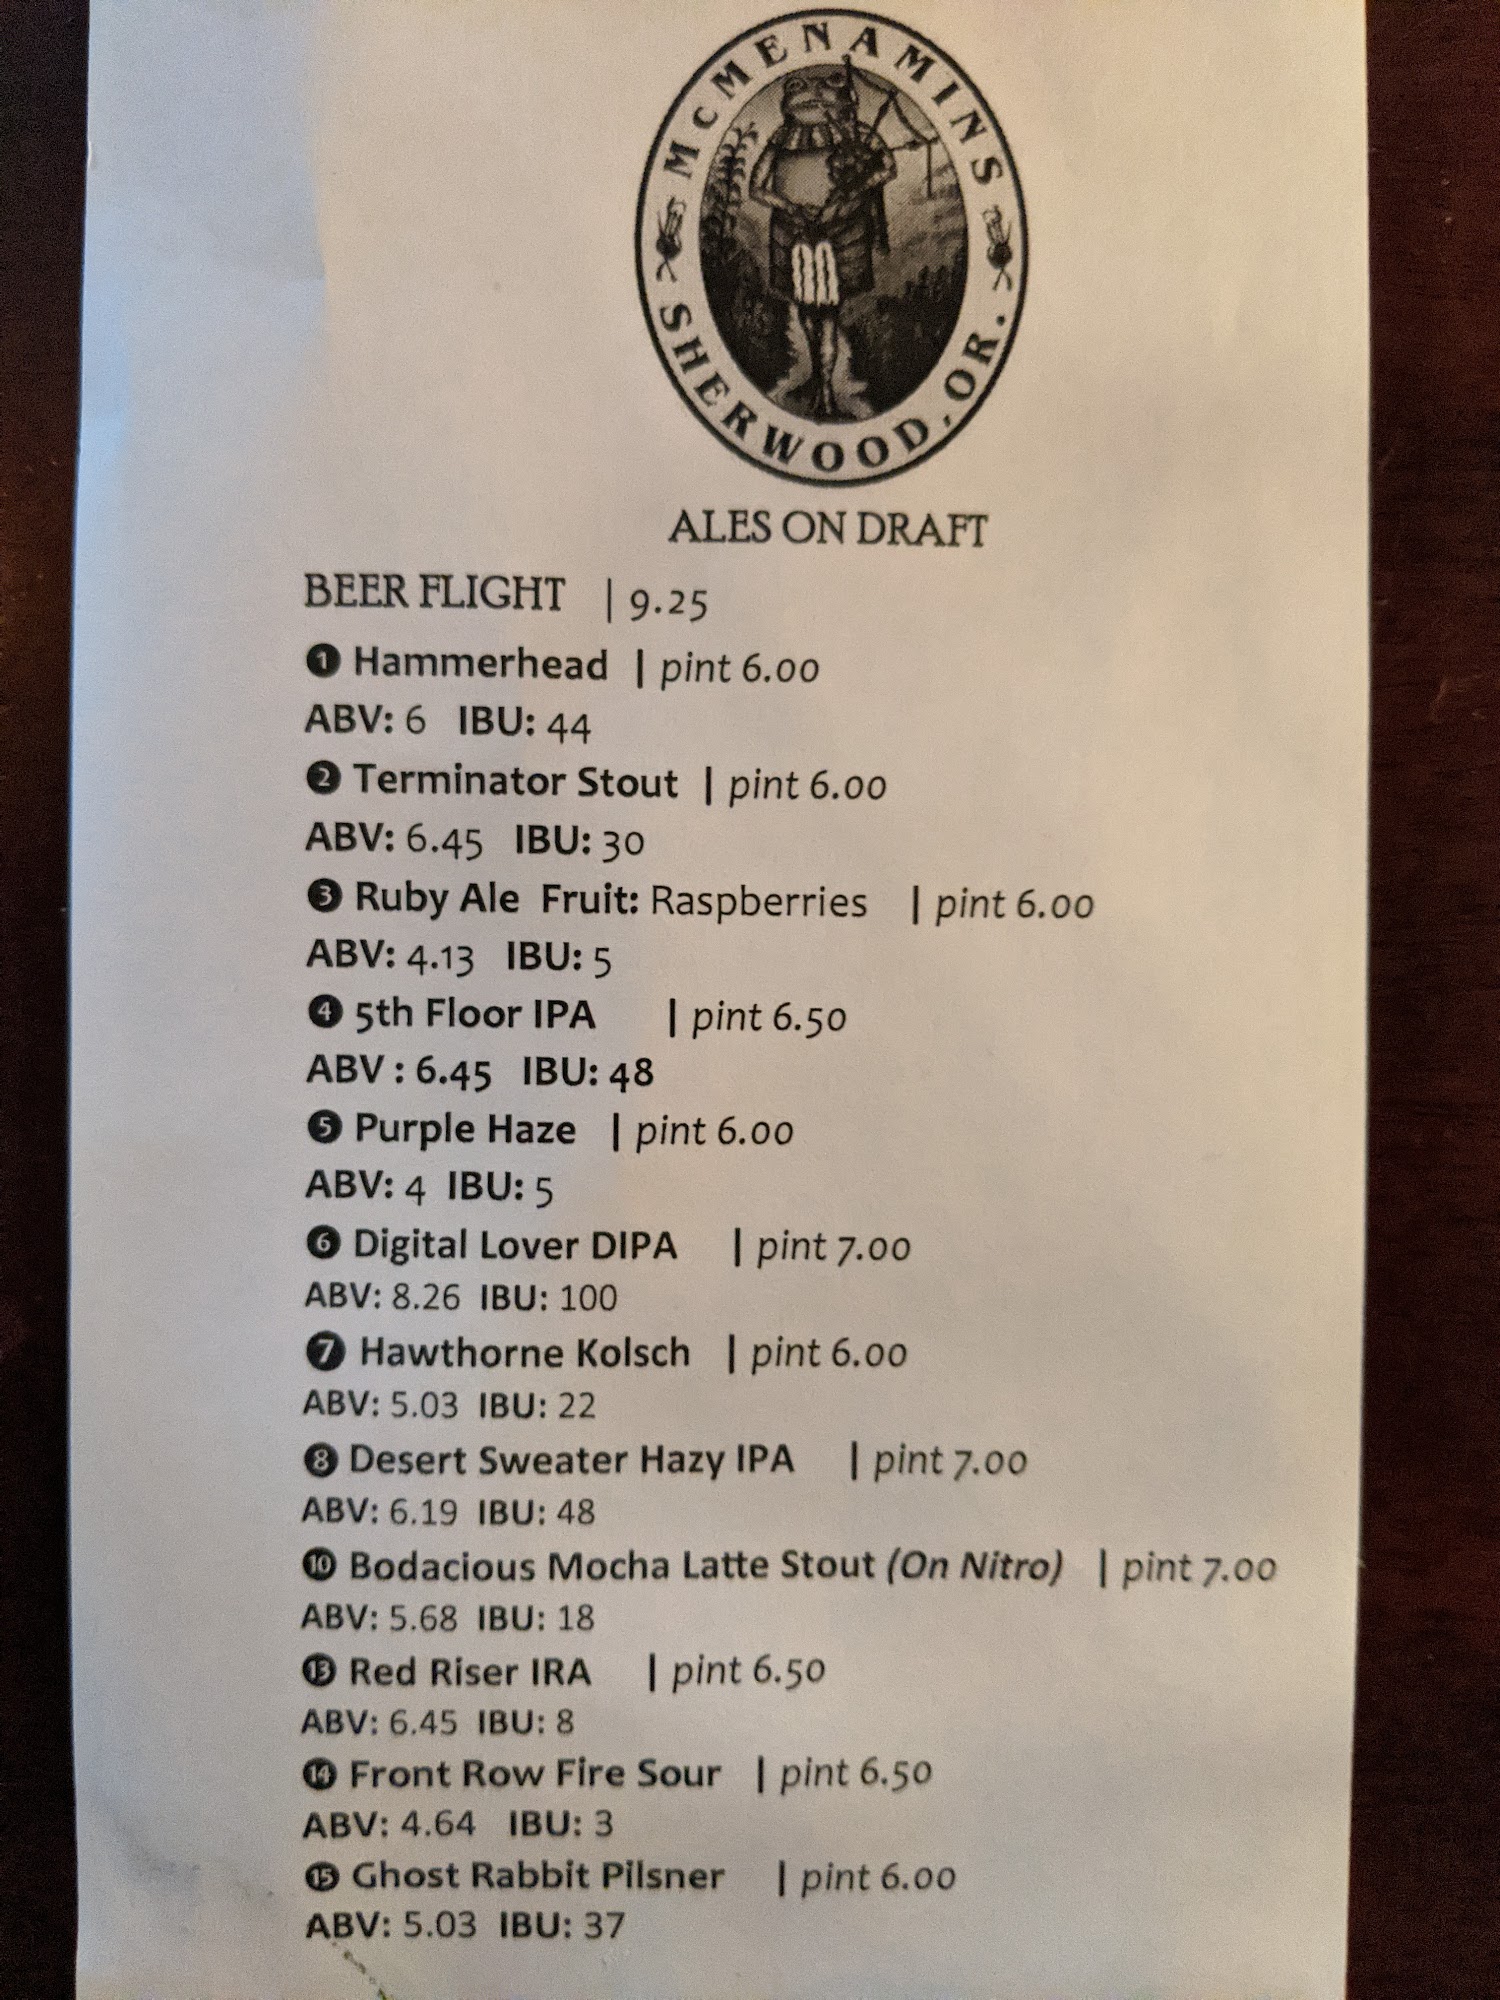 McMENAMINS
SHERWOOD, OR.
ALES ON DRAFT
BEER FLIGHT | 9.25
❶ Hammerhead | pint 6.00
ABV: 6 IBU: 44
❷ Terminator Stout | pint 6.00
ABV: 6.45 IBU: 30
❸ Ruby Ale Fruit: Raspberries | pint 6.00
ABV: 4.13 IBU: 5
❹ 5th Floor IPA | pint 6.50
ABV : 6.45 IBU: 48
❺ Purple Haze | pint 6.00
ABV: 4 IBU: 5
❻ Digital Lover DIPA | pint 7.00
ABV: 8.26 IBU: 100
❼ Hawthorne Kolsch | pint 6.00
ABV: 5.03 IBU: 22
❽ Desert Sweater Hazy IPA | pint 7.00
ABV: 6.19 IBU: 48
❿ Bodacious Mocha Latte Stout (On Nitro) | pint 7.00
ABV: 5.68 IBU: 18
⓭ Red Riser IRA | pint 6.50
ABV: 6.45 IBU: 8
⓮ Front Row Fire Sour | pint 6.50
ABV: 4.64 IBU: 3
⓯ Ghost Rabbit Pilsner | pint 6.00
ABV: 5.03 IBU: 37